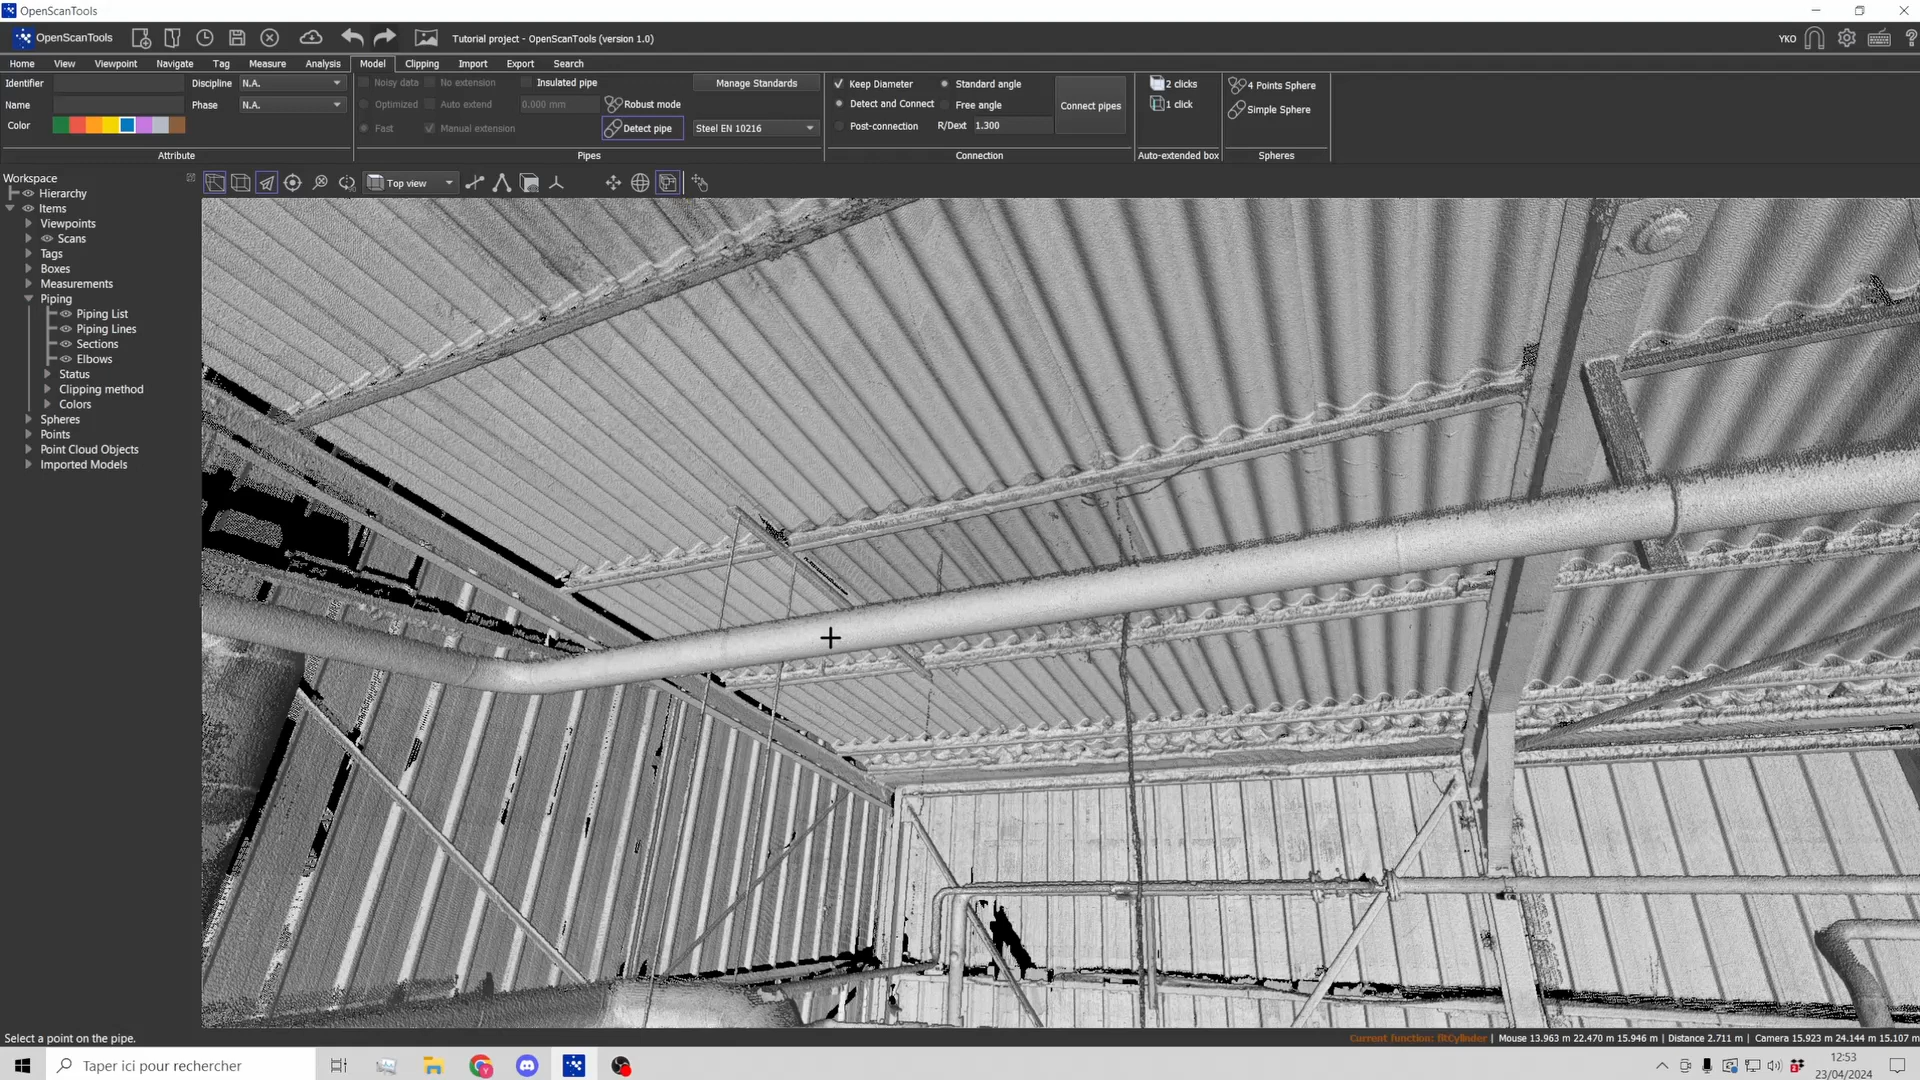 OpenScanTools
OpenScanTools
Tutorial project - OpenScanTools (version 1.0)
YKO
Home View Viewpoint Navigate Tag Measure Analysis Model Clipping Import Export Search
Identifier Discipline N.A.
Name Phase N.A.
Color
Attribute
Noisy data No extension Insulated pipe Manage Standards
Optimized Auto extend 0.000 mm Robust mode
Fast Manual extension Detect pipe Steel EN 10216
Pipes
Keep Diameter Standard angle
Detect and Connect Free angle Connect pipes
Post-connection R/Dext 1.300
Connection
2 clicks
1 click
Auto-extended box
4 Points Sphere
Simple Sphere
Spheres
Top view
Workspace
Hierarchy
Items
Viewpoints
Scans
Tags
Boxes
Measurements
Piping
Piping List
Piping Lines
Sections
Elbows
Status
Clipping method
Colors
Spheres
Points
Point Cloud Objects
Imported Models
Select a point on the pipe.
Current function: fitCylinder | Mouse 13.963 m 22.470 m 15.946 m | Distance 2.711 m | Camera 15.923 m 24.144 m 15.107 m
Taper ici pour rechercher
12:53
23/04/2024